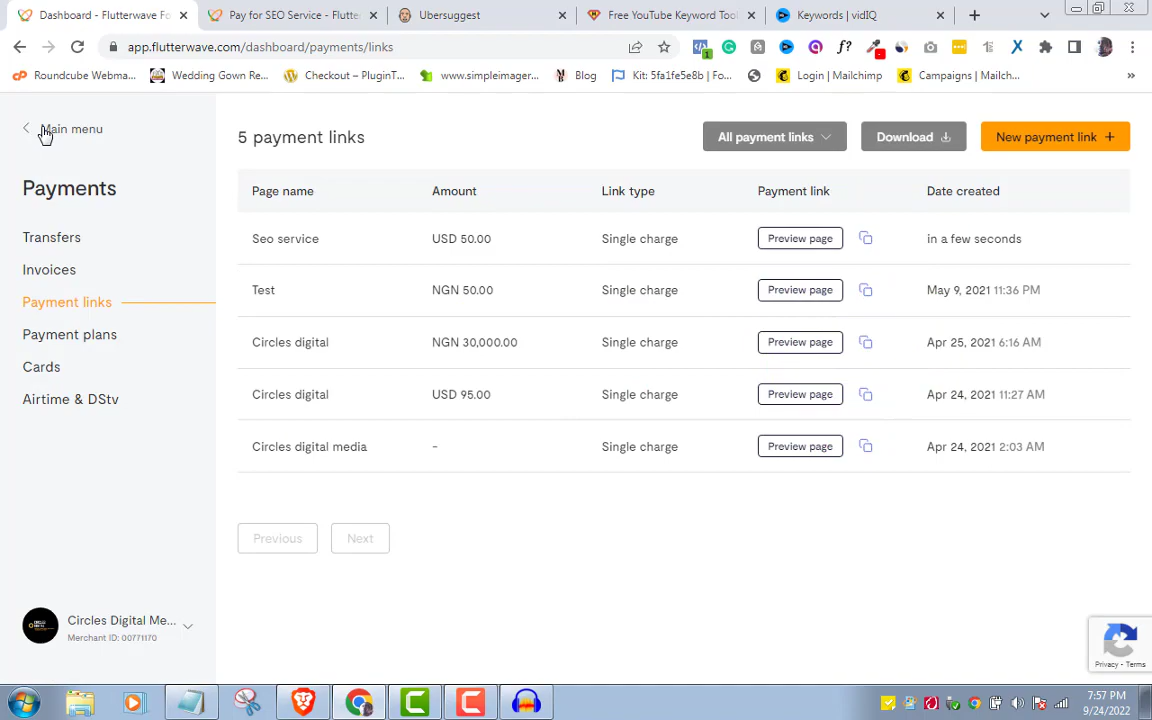 Dashboard - Flutterwave Fo
Pay for SEO Service - Flutte
Ubersuggest
Free YouTube Keyword Tool
Keywords | vidIQ
app.flutterwave.com/dashboard/payments/links
Roundcube Webma...
Wedding Gown Re...
Checkout – PluginT...
www.simpleimager...
Blog
Kit: 5fa1fe5e8b | Fo...
Login | Mailchimp
Campaigns | Mailch...
Main menu
5 payment links
All payment links
Download
New payment link +
Payments
Page name Amount Link type Payment link Date created
Transfers
Seo service USD 50.00 Single charge Preview page in a few seconds
Invoices
Test NGN 50.00 Single charge Preview page May 9, 2021 11:36 PM
Payment links
Payment plans
Circles digital NGN 30,000.00 Single charge Preview page Apr 25, 2021 6:16 AM
Cards
Circles digital USD 95.00 Single charge Preview page Apr 24, 2021 11:27 AM
Airtime & DStv
Circles digital media - Single charge Preview page Apr 24, 2021 2:03 AM
Previous
Next
Circles Digital Me...
Merchant ID: 00771170
Privacy - Terms
7:57 PM
9/24/2022